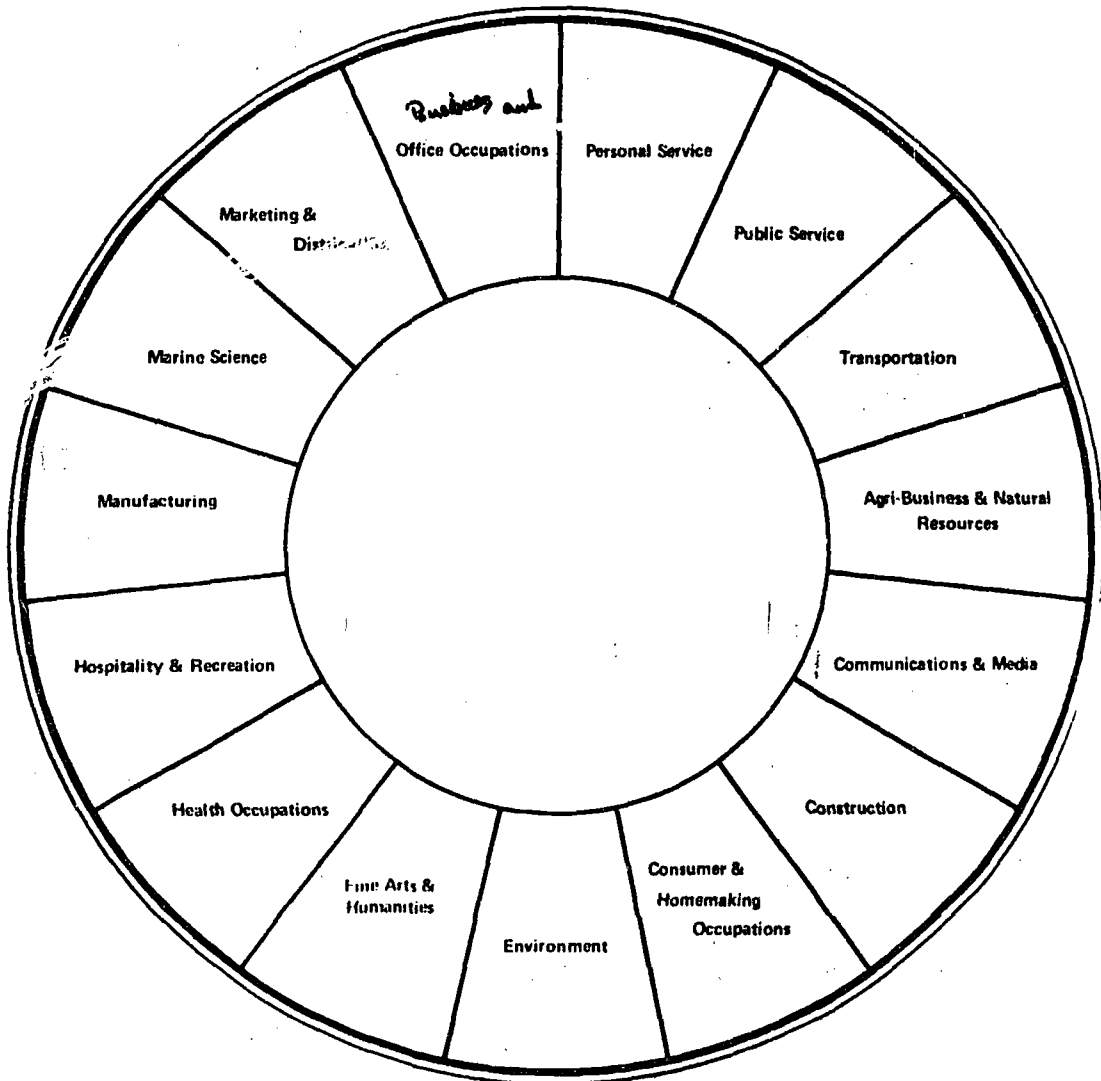 Business and
Office Occupations
Personal Service
Public Service
Transportation
Agri-Business & Natural
Resources
Communications & Media
Construction
Consumer &
Homemaking
Occupations
Environment
Fine Arts &
Humanities
Health Occupations
Hospitality & Recreation
Manufacturing
Marine Science
Marketing &
Distribution